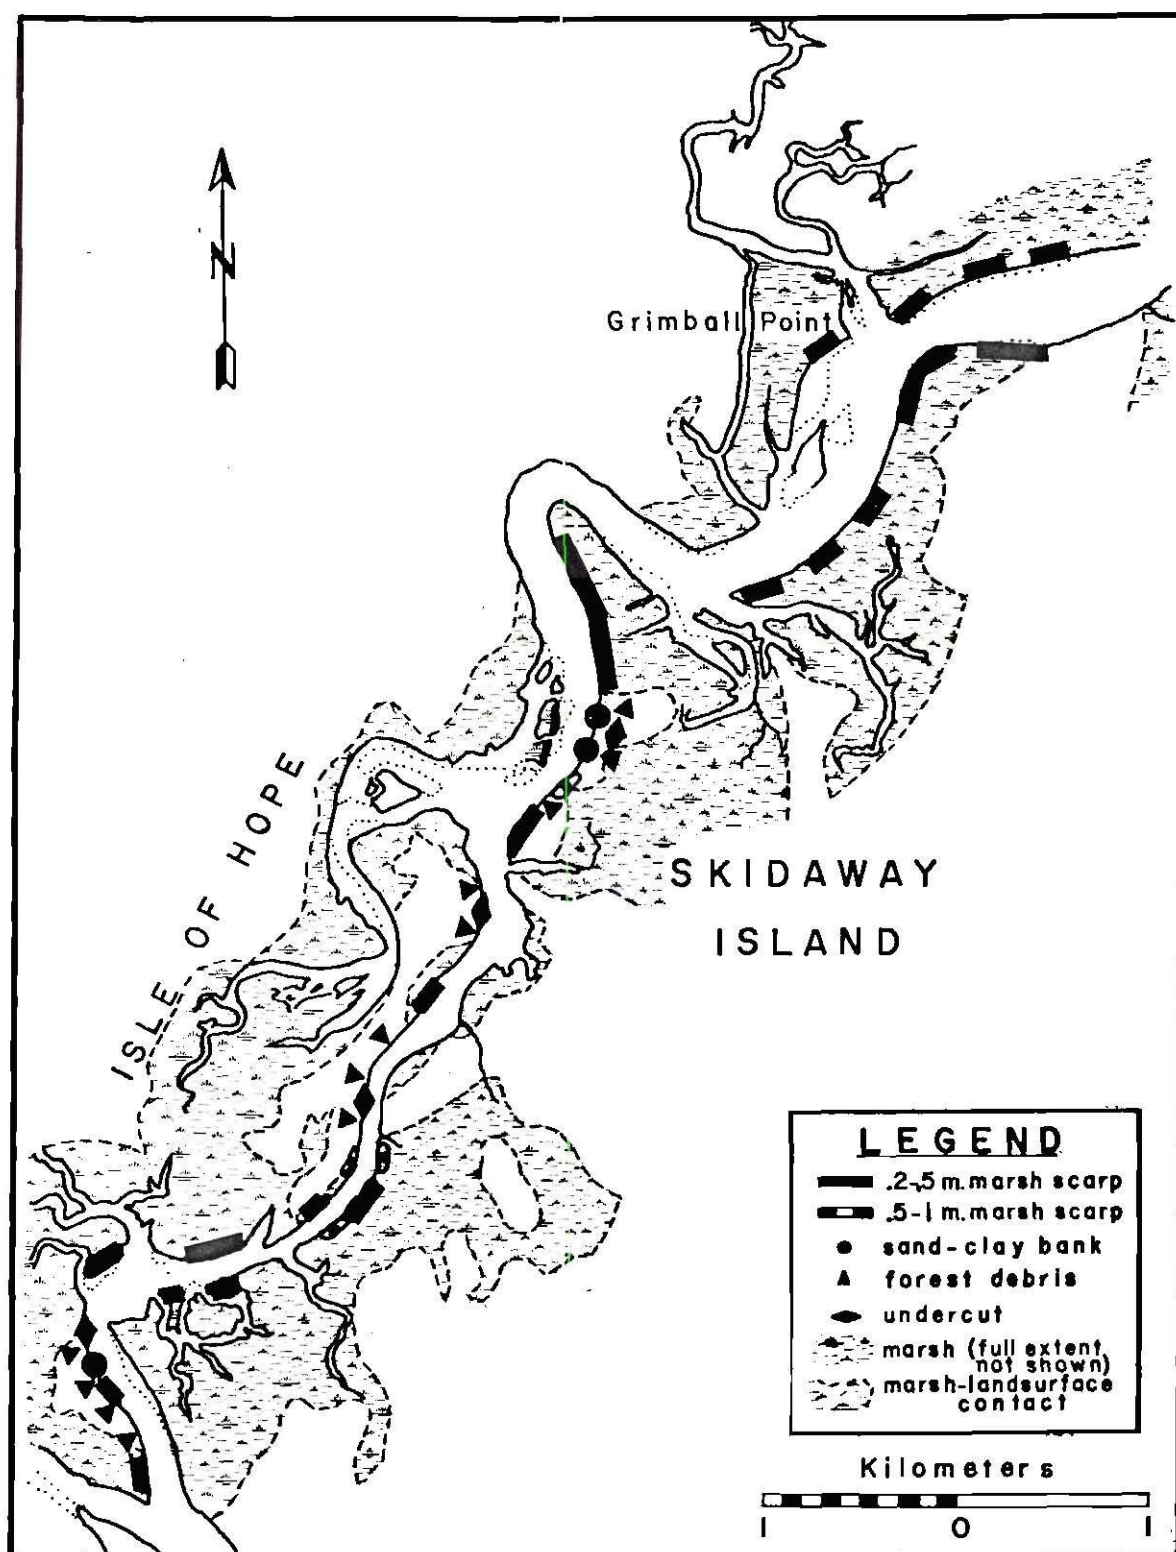 N
Grimball Point
ISLE OF HOPE
SKIDAWAY
ISLAND
LEGEND
.2-.5 m. marsh scarp
.5-1 m. marsh scarp
sand-clay bank
forest debris
undercut
marsh (full extent
not shown)
marsh-landsurface
contact
Kilometers
1 0 1